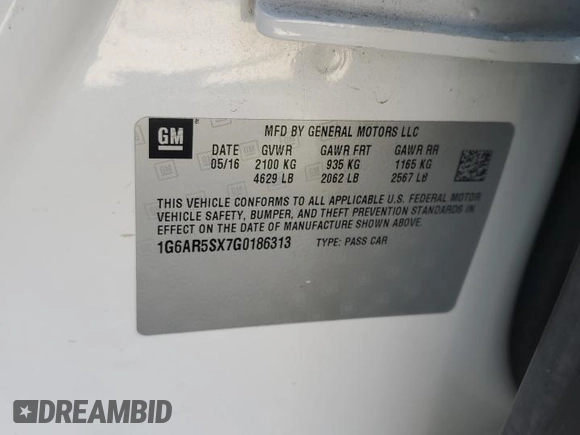 GM
MFD BY GENERAL MOTORS LLC
DATE GVWR GAWR FRT GAWR RR
05/16 2100 KG 935 KG 1165 KG
4629 LB 2062 LB 2567 LB
THIS VEHICLE CONFORMS TO ALL APPLICABLE U.S. FEDERAL MOTOR
VEHICLE SAFETY, BUMPER, AND THEFT PREVENTION STANDARDS IN
EFFECT ON THE DATE OF MANUFACTURE SHOWN ABOVE.
1G6AR5SX7G0186313 TYPE: PASS CAR
DREAMBID